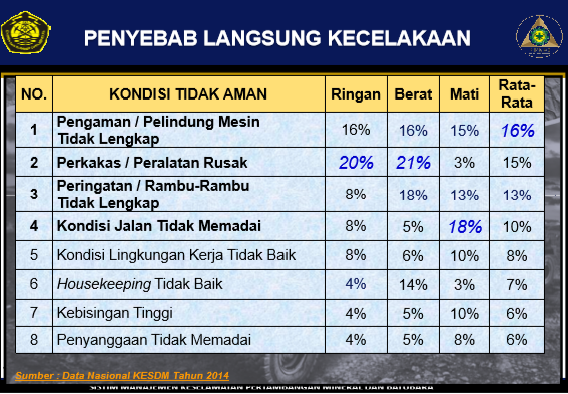 PENYEBAB LANGSUNG KECELAKAAN
NO. KONDISI TIDAK AMAN Ringan Berat Mati Rata-
Rata
1 Pengaman / Pelindung Mesin
Tidak Lengkap 16% 16% 15% 16%
2 Perkakas / Peralatan Rusak 20% 21% 3% 15%
3 Peringatan / Rambu-Rambu
Tidak Lengkap 8% 18% 13% 13%
4 Kondisi Jalan Tidak Memadai 8% 5% 18% 10%
5 Kondisi Lingkungan Kerja Tidak Baik 8% 6% 10% 8%
6 Housekeeping Tidak Baik 4% 14% 3% 7%
7 Kebisingan Tinggi 4% 5% 10% 6%
8 Penyanggaan Tidak Memadai 4% 5% 8% 6%
Sumber : Data Nasional KESDM Tahun 2014
SISTIM MANAJEMEN KESELAMATAN PERTAMBANGAN MINERAL DAN BATUBARA